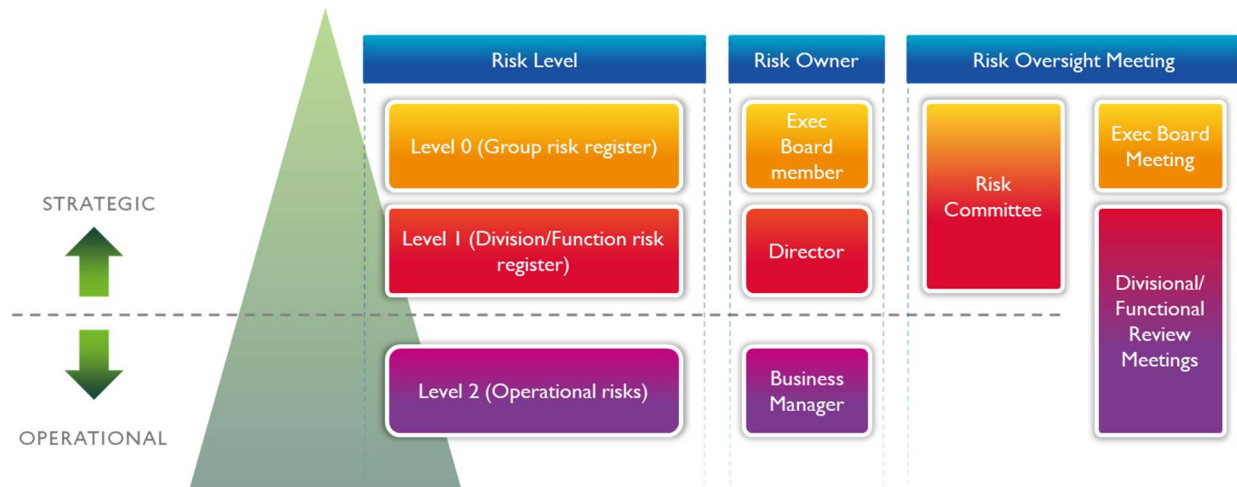 Risk Level
Risk Owner
Risk Oversight Meeting
Level 0 (Group risk register)
Exec
Board
member
Risk
Committee
Exec Board
Meeting
STRATEGIC
Level 1 (Division/Function risk
register)
Director
Divisional/
Functional
Review
Meetings
Level 2 (Operational risks)
Business
Manager
OPERATIONAL